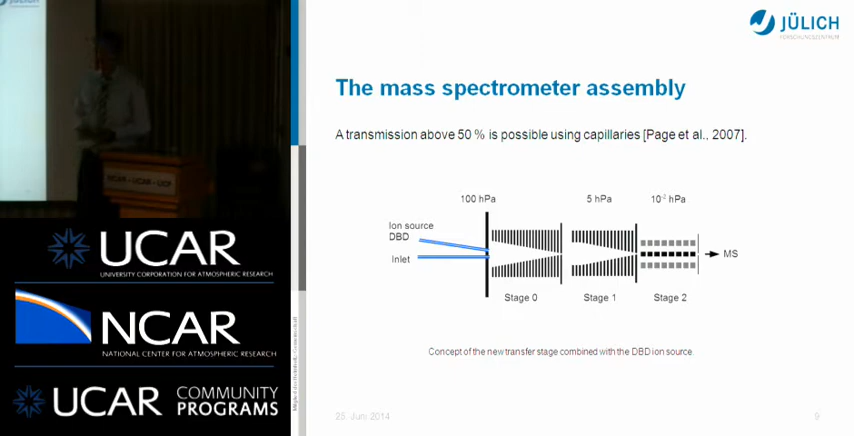 JÜLICH
FORSCHUNGSZENTRUM
The mass spectrometer assembly
A transmission above 50 % is possible using capillaries [Page et al., 2007].
100 hPa
5 hPa
Ion source
DBD
Inlet
MS
Stage 0
Stage 1
Stage 2
Concept of the new transfer stage combined with the DBD ion source.
25. Juni 2014
9
NCAR – UCAR – UCP
UCAR
UNIVERSITY CORPORATION FOR ATMOSPHERIC RESEARCH
NCAR
NATIONAL CENTER FOR ATMOSPHERIC RESEARCH
UCAR COMMUNITY
PROGRAMS